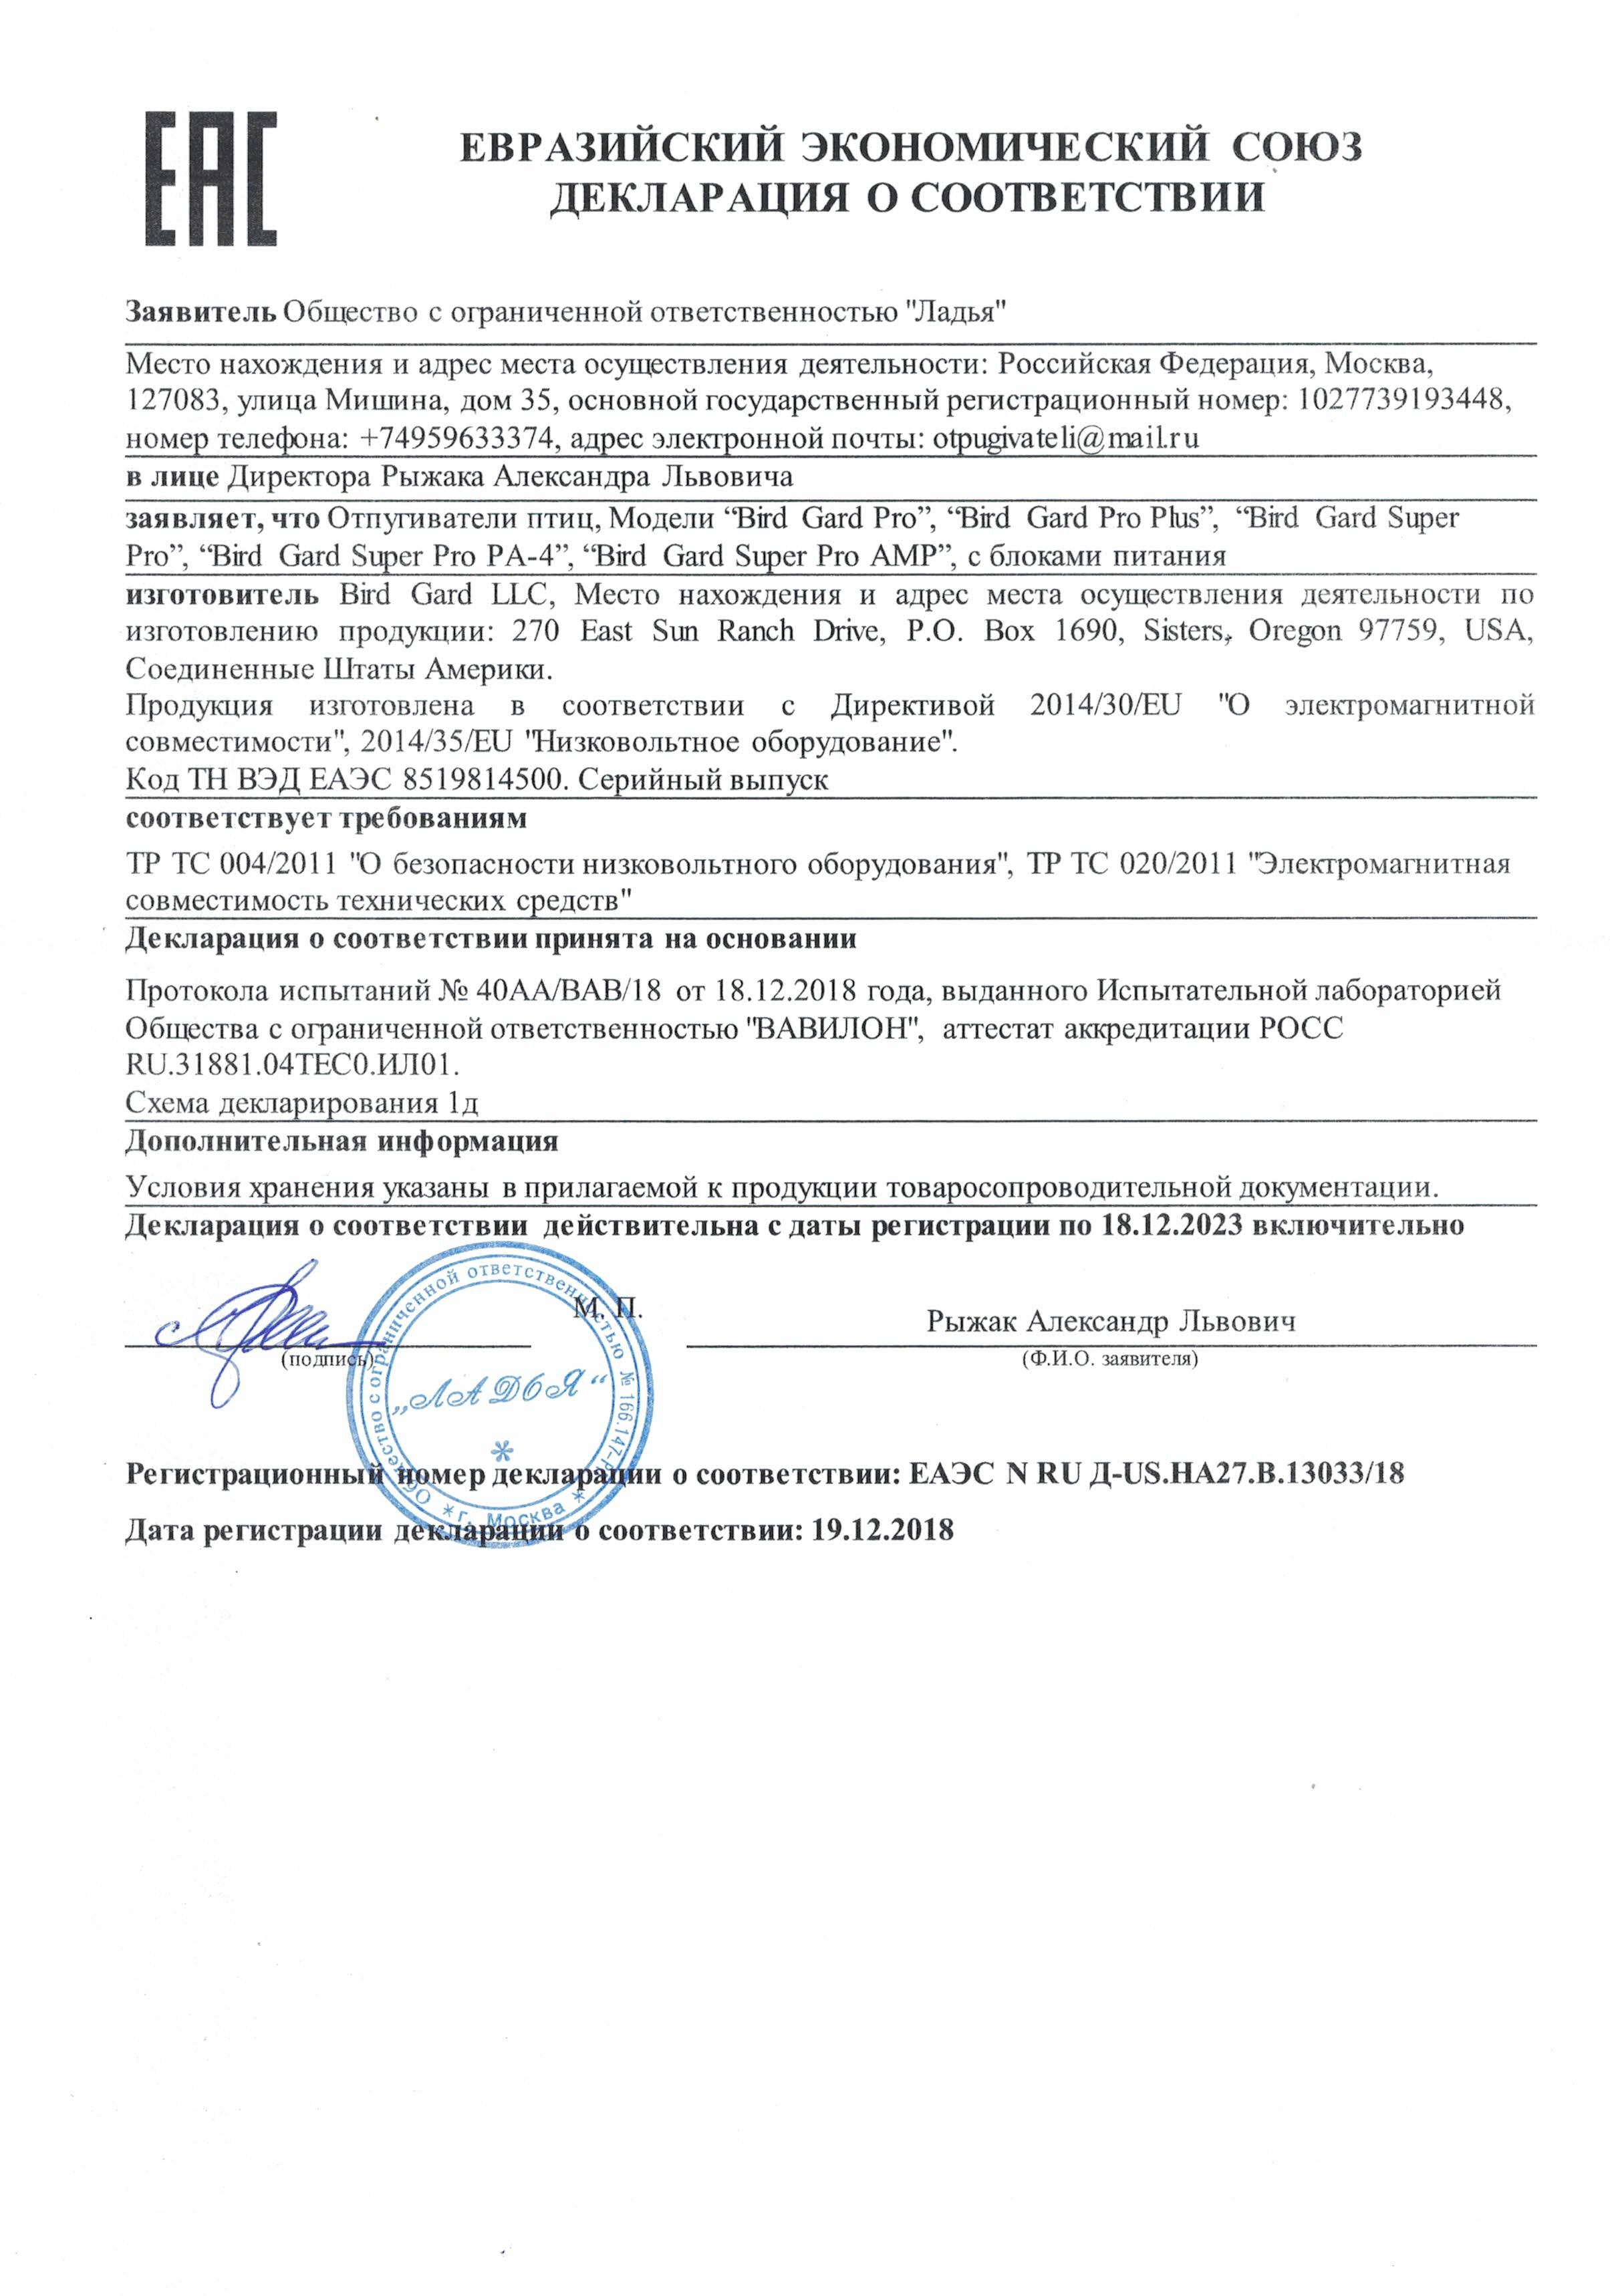 ЕАС
ЕВРАЗИЙСКИЙ ЭКОНОМИЧЕСКИЙ СОЮЗ
ДЕКЛАРАЦИЯ О СООТВЕТСТВИИ
Заявитель Общество с ограниченной ответственностью "Ладья"
Место нахождения и адрес места осуществления деятельности: Российская Федерация, Москва,
127083, улица Мишина, дом 35, основной государственный регистрационный номер: 1027739193448,
номер телефона: +74959633374, адрес электронной почты: otpugivateli@mail.ru
в лице Директора Рыжака Александра Львовича
заявляет, что Отпугиватели птиц, Модели “Bird Gard Pro”, “Bird Gard Pro Plus”, “Bird Gard Super
Pro”, “Bird Gard Super Pro PA-4”, “Bird Gard Super Pro AMP”, с блоками питания
изготовитель Bird Gard LLC, Место нахождения и адрес места осуществления деятельности по
изготовлению продукции: 270 East Sun Ranch Drive, P.O. Box 1690, Sisters, Oregon 97759, USA,
Соединенные Штаты Америки.
Продукция изготовлена в соответствии с Директивой 2014/30/EU "О электромагнитной
совместимости", 2014/35/EU "Низковольтное оборудование".
Код ТН ВЭД ЕАЭС 8519814500. Серийный выпуск
соответствует требованиям
ТР ТС 004/2011 "О безопасности низковольтного оборудования", ТР ТС 020/2011 "Электромагнитная
совместимость технических средств"
Декларация о соответствии принята на основании
Протокола испытаний № 40АА/ВАВ/18 от 18.12.2018 года, выданного Испытательной лабораторией
Общества с ограниченной ответственностью "ВАВИЛОН", аттестат аккредитации РОСС
RU.31881.04ТЕС0.ИЛ01.
Схема декларирования 1д
Дополнительная информация
Условия хранения указаны в прилагаемой к продукции товаросопроводительной документации.
Декларация о соответствии действительна с даты регистрации по 18.12.2023 включительно
М. П.
Рыжак Александр Львович
(подпись)
(Ф.И.О. заявителя)
Общество с ограниченной ответственностью № 166.147-
„ЛАДЬЯ“
* г. Москва *
Регистрационный номер декларации о соответствии: ЕАЭС N RU Д-US.НА27.В.13033/18
Дата регистрации декларации о соответствии: 19.12.2018